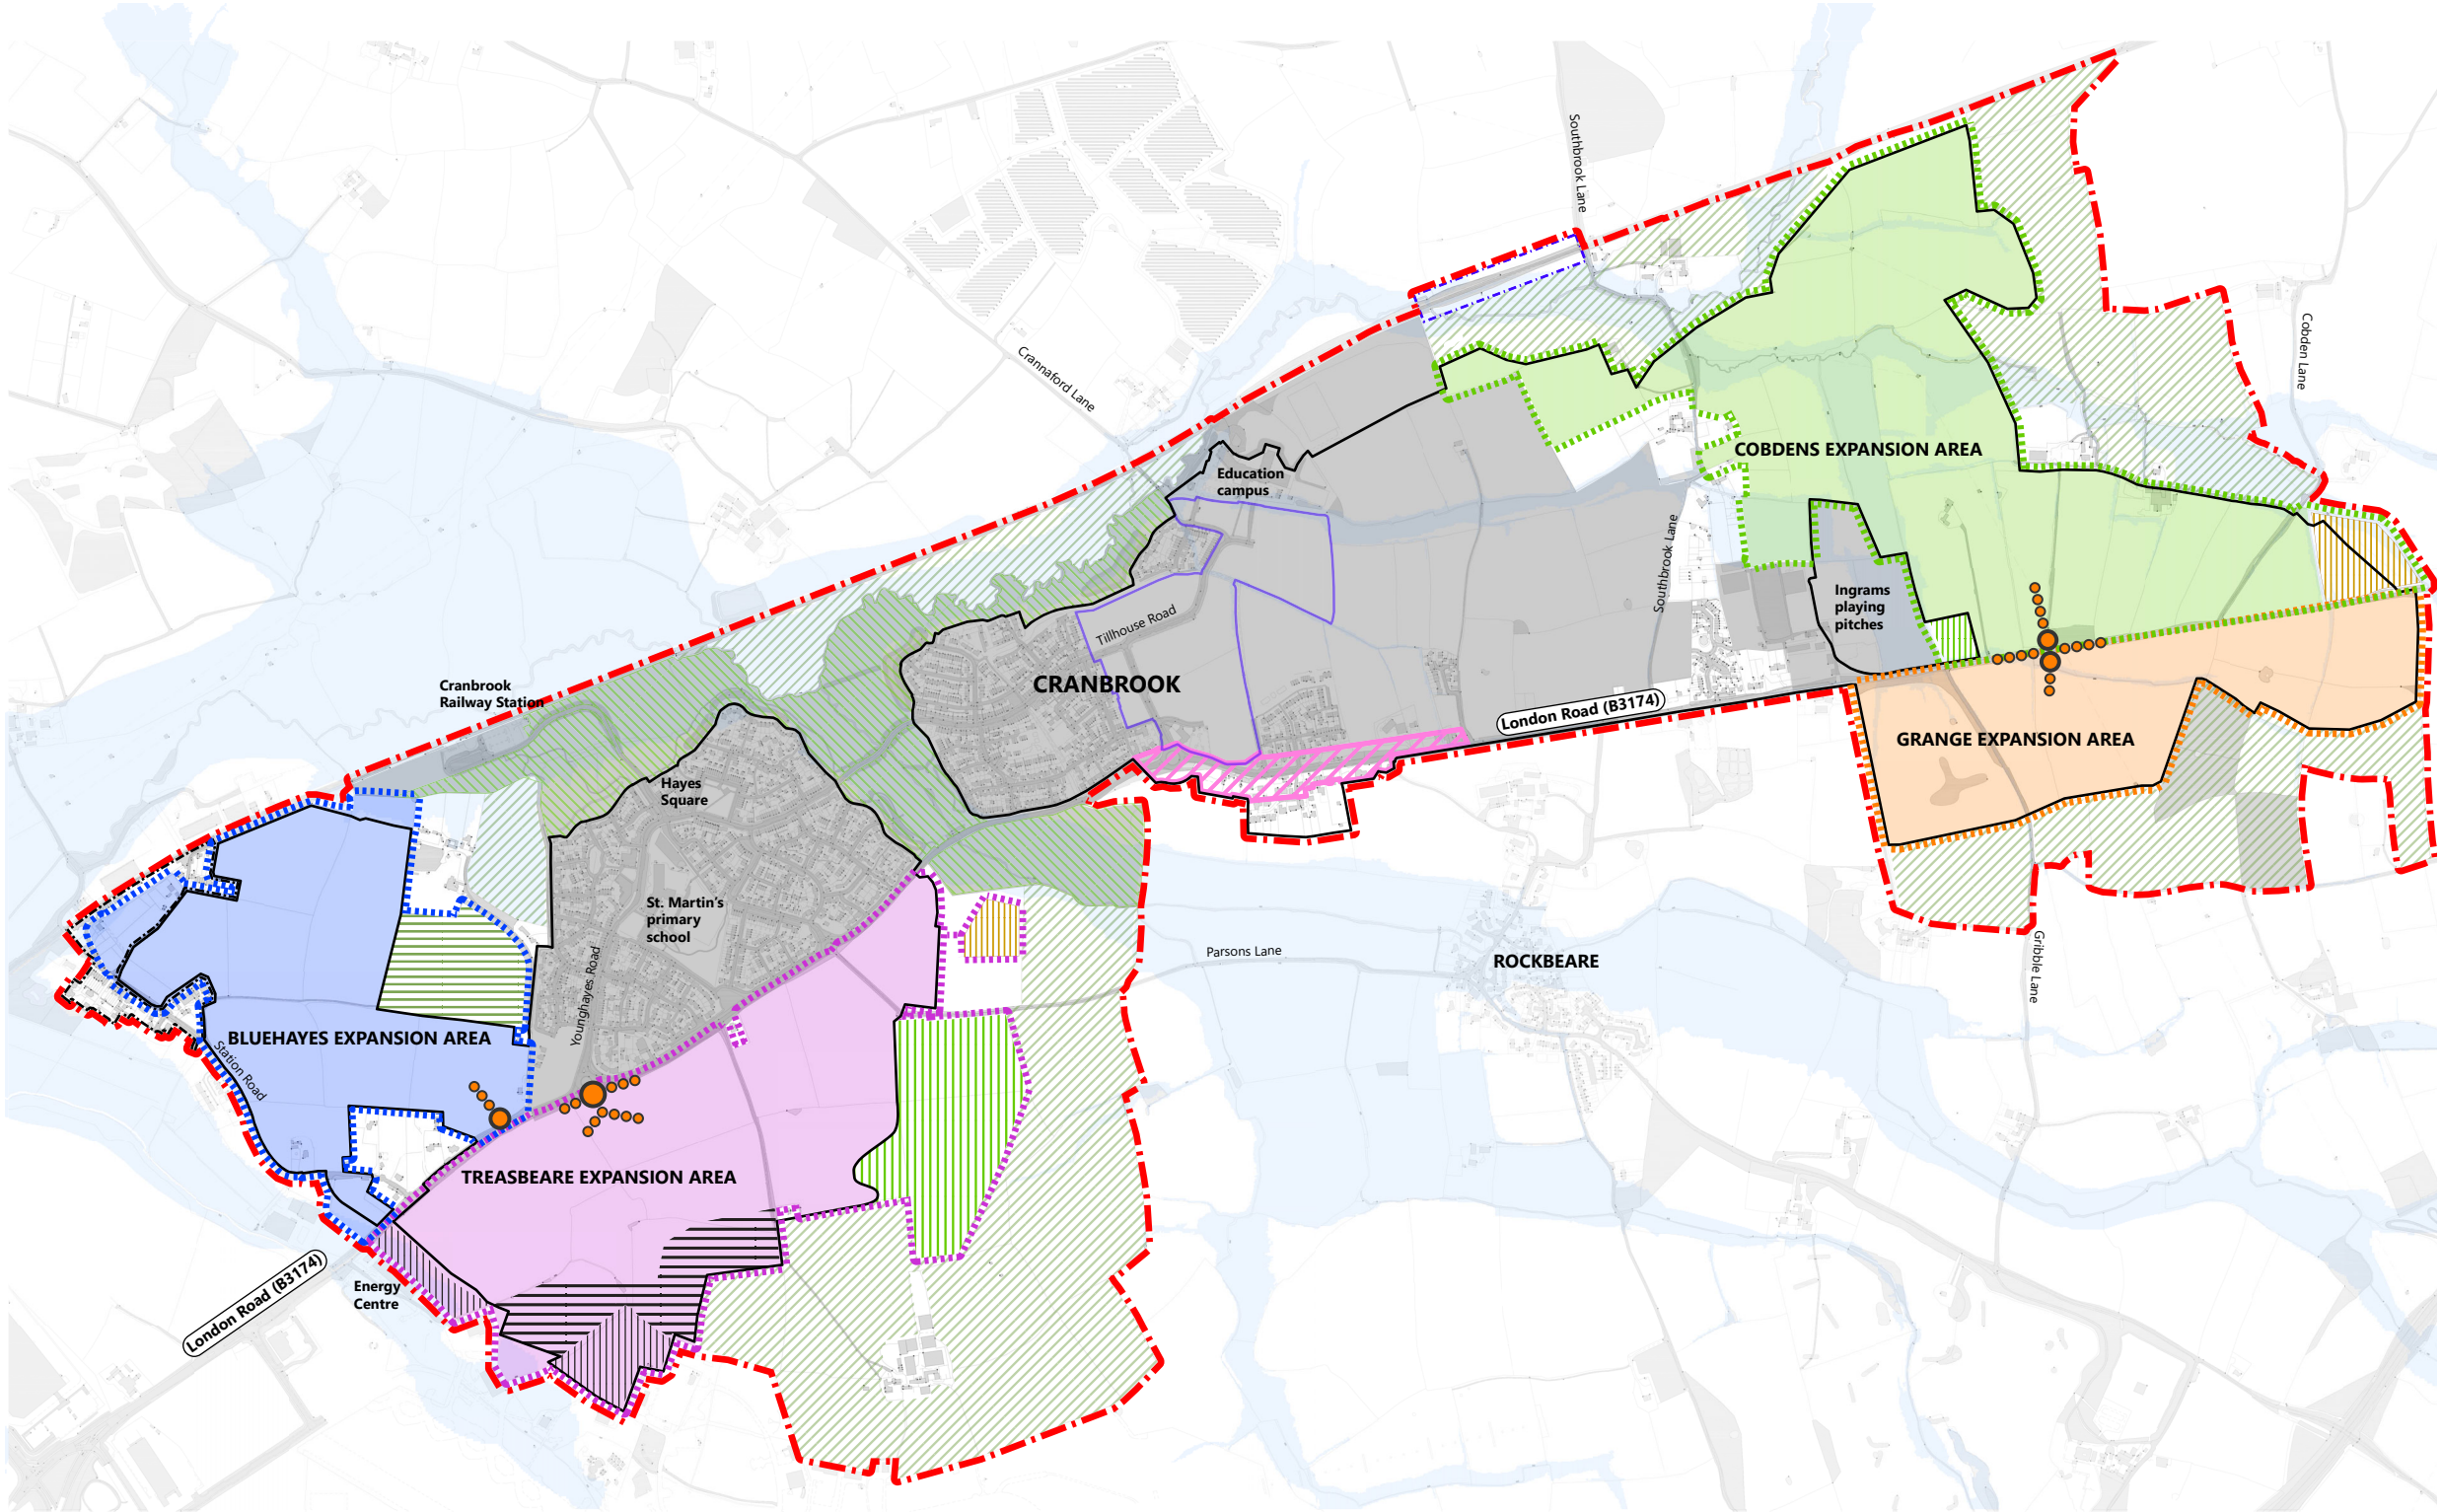 Southbrook Lane
Cobden Lane
Crannaford Lane
COBDENS EXPANSION AREA
Education
campus
Southbrook Lane
Ingrams
playing
pitches
Tillhouse Road
CRANBROOK
Cranbrook
Railway Station
London Road (B3174)
GRANGE EXPANSION AREA
Hayes
Square
St. Martin's
primary
school
Parsons Lane
ROCKBEARE
Gribble Lane
Younghayes Road
BLUEHAYES EXPANSION AREA
Station Road
TREASBEARE EXPANSION AREA
Energy
Centre
London Road (B3174)